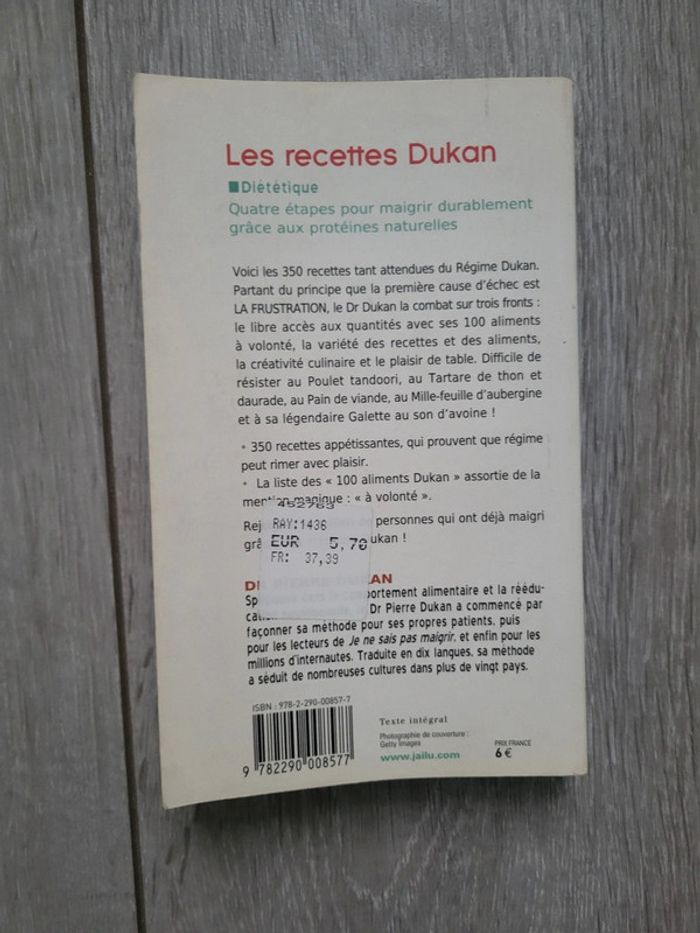 Les recettes Dukan
Diététique
Quatre étapes pour maigrir durablement
grâce aux protéines naturelles
Voici les 350 recettes tant attendues du Régime Dukan.
Partant du principe que la première cause d'échec est
LA FRUSTRATION, le Dr Dukan la combat sur trois fronts :
le libre accès aux quantités avec ses 100 aliments
à volonté, la variété des recettes et des aliments,
la créativité culinaire et le plaisir de table. Difficile de
résister au Poulet tandoori, au Tartare de thon et
daurade, au Pain de viande, au Mille-feuille d'aubergine
et à sa légendaire Galette au son d'avoine !
• 350 recettes appétissantes, qui prouvent que régime
peut rimer avec plaisir.
• La liste des « 100 aliments Dukan » assortie de la
magique : « à volonté ».
452763
RAY:1436
EUR 5,70
FR: 37,39
Rej personnes qui ont déjà maigri
grâ ukan !
D KAN
Sp portement alimentaire et la réédu-
Dr Pierre Dukan a commencé par
façonner sa méthode pour ses propres patients, puis
pour les lecteurs de Je ne sais pas maigrir, et enfin pour les
millions d'internautes. Traduite en dix langues, sa méthode
a séduit de nombreuses cultures dans plus de vingt pays.
ISBN : 978-2-290-00857-7
9 782290 008577
Texte intégral
Photographie de couverture :
Getty Images
www.jailu.com
PRIX FRANCE
6 €